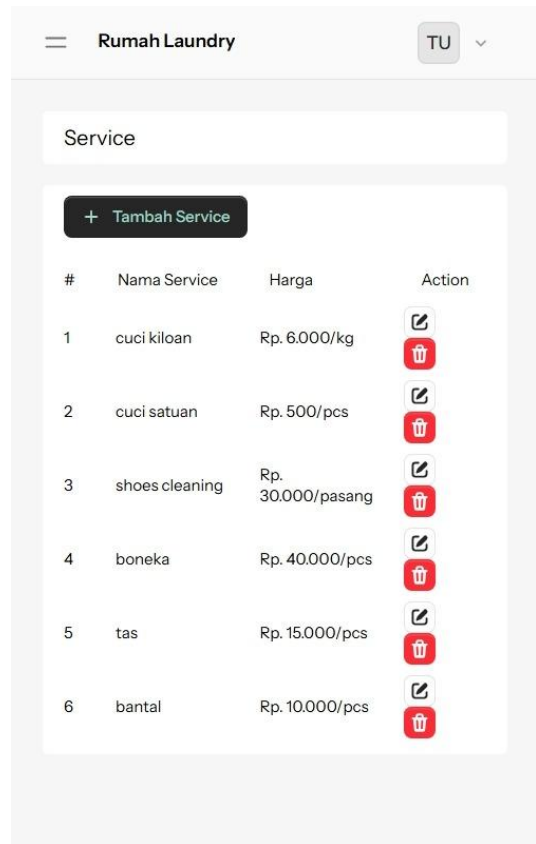 Rumah Laundry TU
Service
+ Tambah Service
# Nama Service Harga Action
1 cuci kiloan Rp. 6.000/kg
2 cuci satuan Rp. 500/pcs
3 shoes cleaning Rp.
30.000/pasang
4 boneka Rp. 40.000/pcs
5 tas Rp. 15.000/pcs
6 bantal Rp. 10.000/pcs